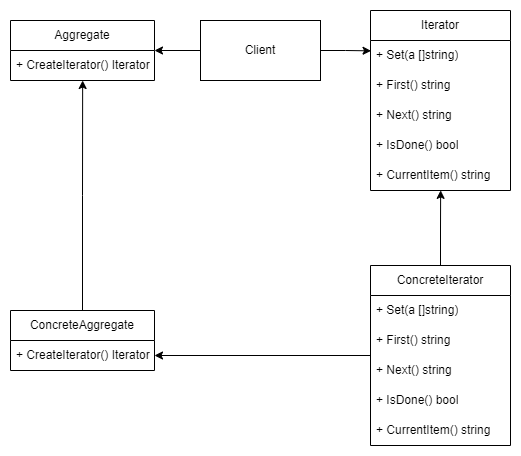 Aggregate
+ CreateIterator() Iterator
Client
Iterator
+ Set(a []string)
+ First() string
+ Next() string
+ IsDone() bool
+ CurrentItem() string
ConcreteAggregate
+ CreateIterator() Iterator
ConcreteIterator
+ Set(a []string)
+ First() string
+ Next() string
+ IsDone() bool
+ CurrentItem() string